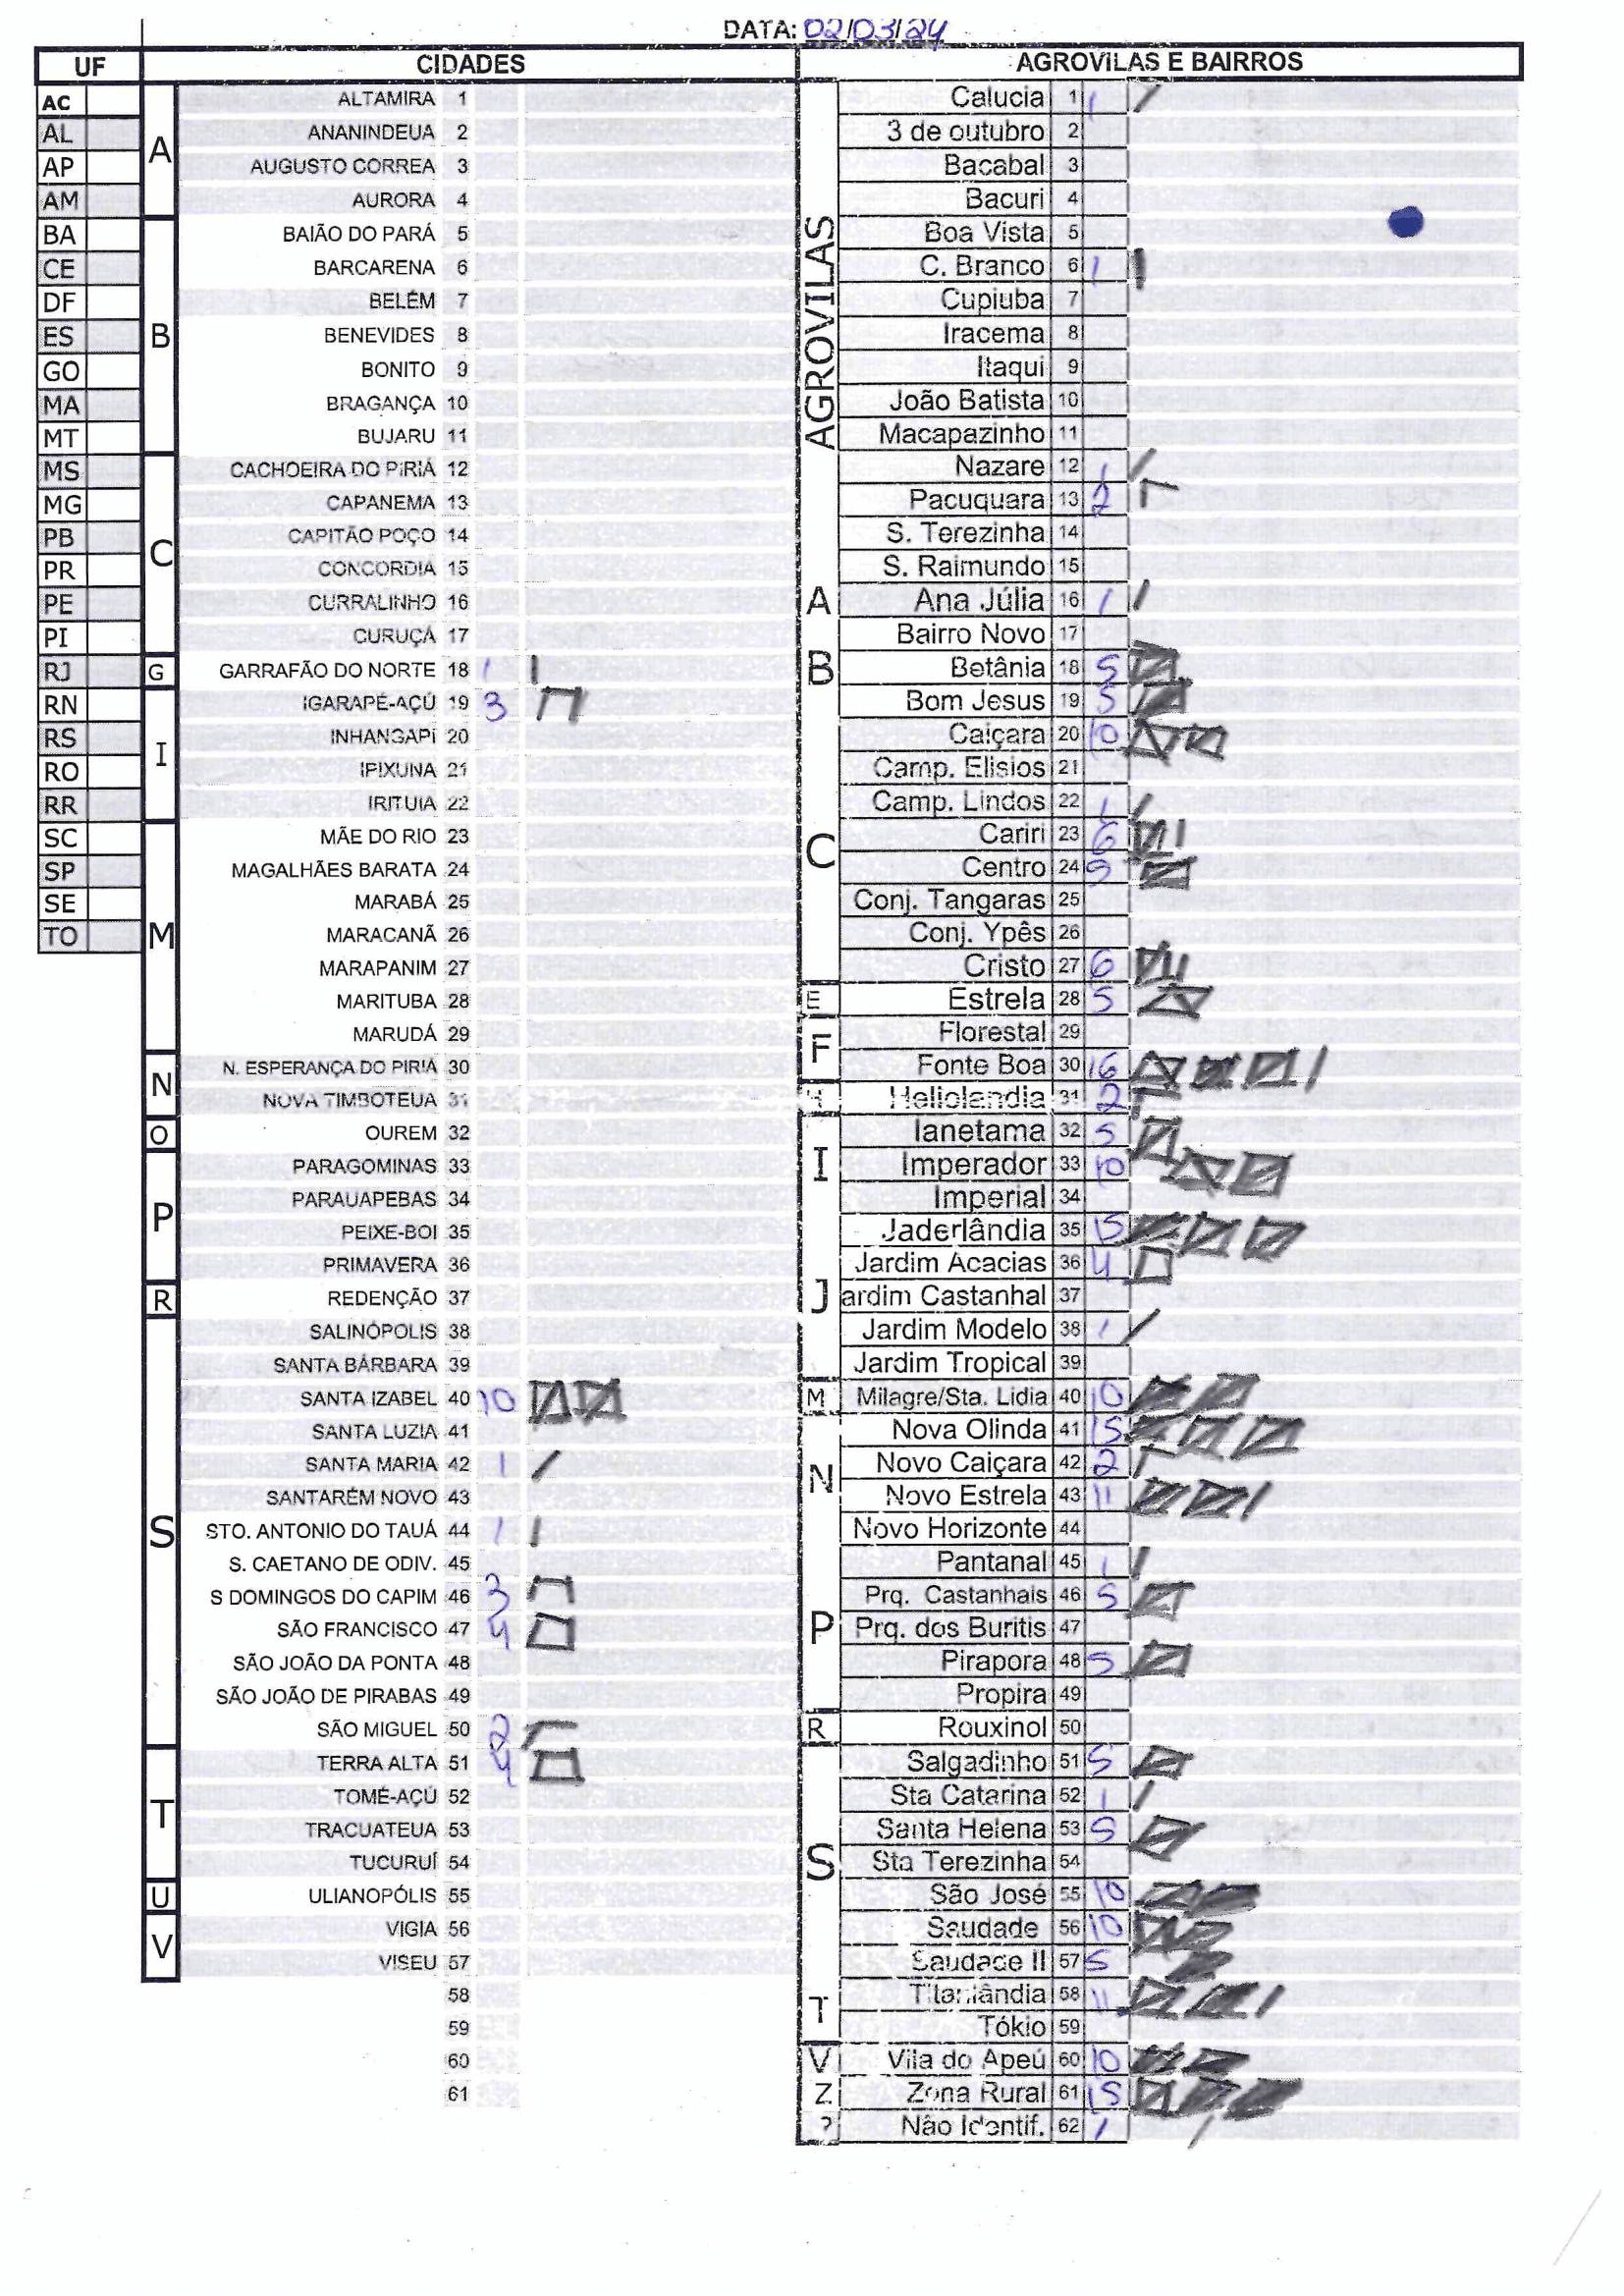 DATA: 02/03/24
UF CIDADES AGROVILAS E BAIRROS
AC
AL
AP
AM
BA
CE
DF
ES
GO
MA
MT
MS
MG
PB
PR
PE
PI
RJ
RN
RS
RO
RR
SC
SP
SE
TO
A
ALTAMIRA 1
ANANINDEUA 2
AUGUSTO CORREA 3
AURORA 4
B
BAIÃO DO PARÁ 5
BARCARENA 6
BELÉM 7
BENEVIDES 8
BONITO 9
BRAGANÇA 10
BUJARU 11
C
CACHOEIRA DO PIRIÁ 12
CAPANEMA 13
CAPITÃO POÇO 14
CONCORDIA 15
CURRALINHO 16
CURUÇÁ 17
G
GARRAFÃO DO NORTE 18 1
I
IGARAPÉ-AÇÚ 19 3
INHANGAPI 20
IPIXUNA 21
IRITUIA 22
M
MÃE DO RIO 23
MAGALHÃES BARATA 24
MARABÁ 25
MARACANÃ 26
MARAPANIM 27
MARITUBA 28
MARUDÁ 29
N
N. ESPERANÇA DO PIRIÁ 30
NOVA TIMBOTEUA 31
O
OUREM 32
P
PARAGOMINAS 33
PARAUAPEBAS 34
PEIXE-BOI 35
PRIMAVERA 36
R
REDENÇÃO 37
S
SALINÓPOLIS 38
SANTA BÁRBARA 39
SANTA IZABEL 40 10
SANTA LUZIA 41
SANTA MARIA 42 1
SANTARÉM NOVO 43
STO. ANTONIO DO TAUÁ 44 1
S. CAETANO DE ODIV. 45
S DOMINGOS DO CAPIM 46 3
SÃO FRANCISCO 47 4
SÃO JOÃO DA PONTA 48
SÃO JOÃO DE PIRABAS 49
SÃO MIGUEL 50 2
T
TERRA ALTA 51 4
TOMÉ-AÇÚ 52
TRACUATEUA 53
TUCURUÍ 54
U
ULIANOPÓLIS 55
V
VIGIA 56
VISEU 57
58
59
60
61
AGROVILAS
Calucia 1 1
3 de outubro 2
Bacabal 3
Bacuri 4
Boa Vista 5
C. Branco 6 1
Cupiuba 7
Iracema 8
Itaqui 9
João Batista 10
Macapazinho 11
Nazare 12 1
Pacuquara 13 2
S. Terezinha 14
S. Raimundo 15
A
Ana Júlia 16 1
Bairro Novo 17
B
Betânia 18 5
Bom Jesus 19 5
Caiçara 20 10
Camp. Elisios 21
Camp. Lindos 22 1
C
Cariri 23 6
Centro 24 5
Conj. Tangaras 25
Conj. Ypês 26
Cristo 27 6
E
Estrela 28 5
F
Florestal 29
Fonte Boa 30 16
H
Heliolandia 31 2
I
Ianetama 32 5
Imperador 33 10
Imperial 34
Jaderlândia 35 15
Jardim Acacias 36 4
J
ardim Castanhal 37
Jardim Modelo 38 1
Jardim Tropical 39
M
Milagre/Sta. Lidia 40 10
Nova Olinda 41 15
N
Novo Caiçara 42 2
Novo Estrela 43 11
Novo Horizonte 44
Pantanal 45 1
Prq. Castanhais 46 5
P
Prq. dos Buritis 47
Pirapora 48 5
Propira 49
R
Rouxinol 50
Salgadinho 51 5
Sta Catarina 52 1
Santa Helena 53 5
S
Sta Terezinha 54
São José 55 10
Saudade 56 10
Saudade II 57 5
T
Titanlândia 58 11
Tókio 59
V
Vila do Apeú 60 10
Z
Zona Rural 61 15
?
Não Identif. 62 1